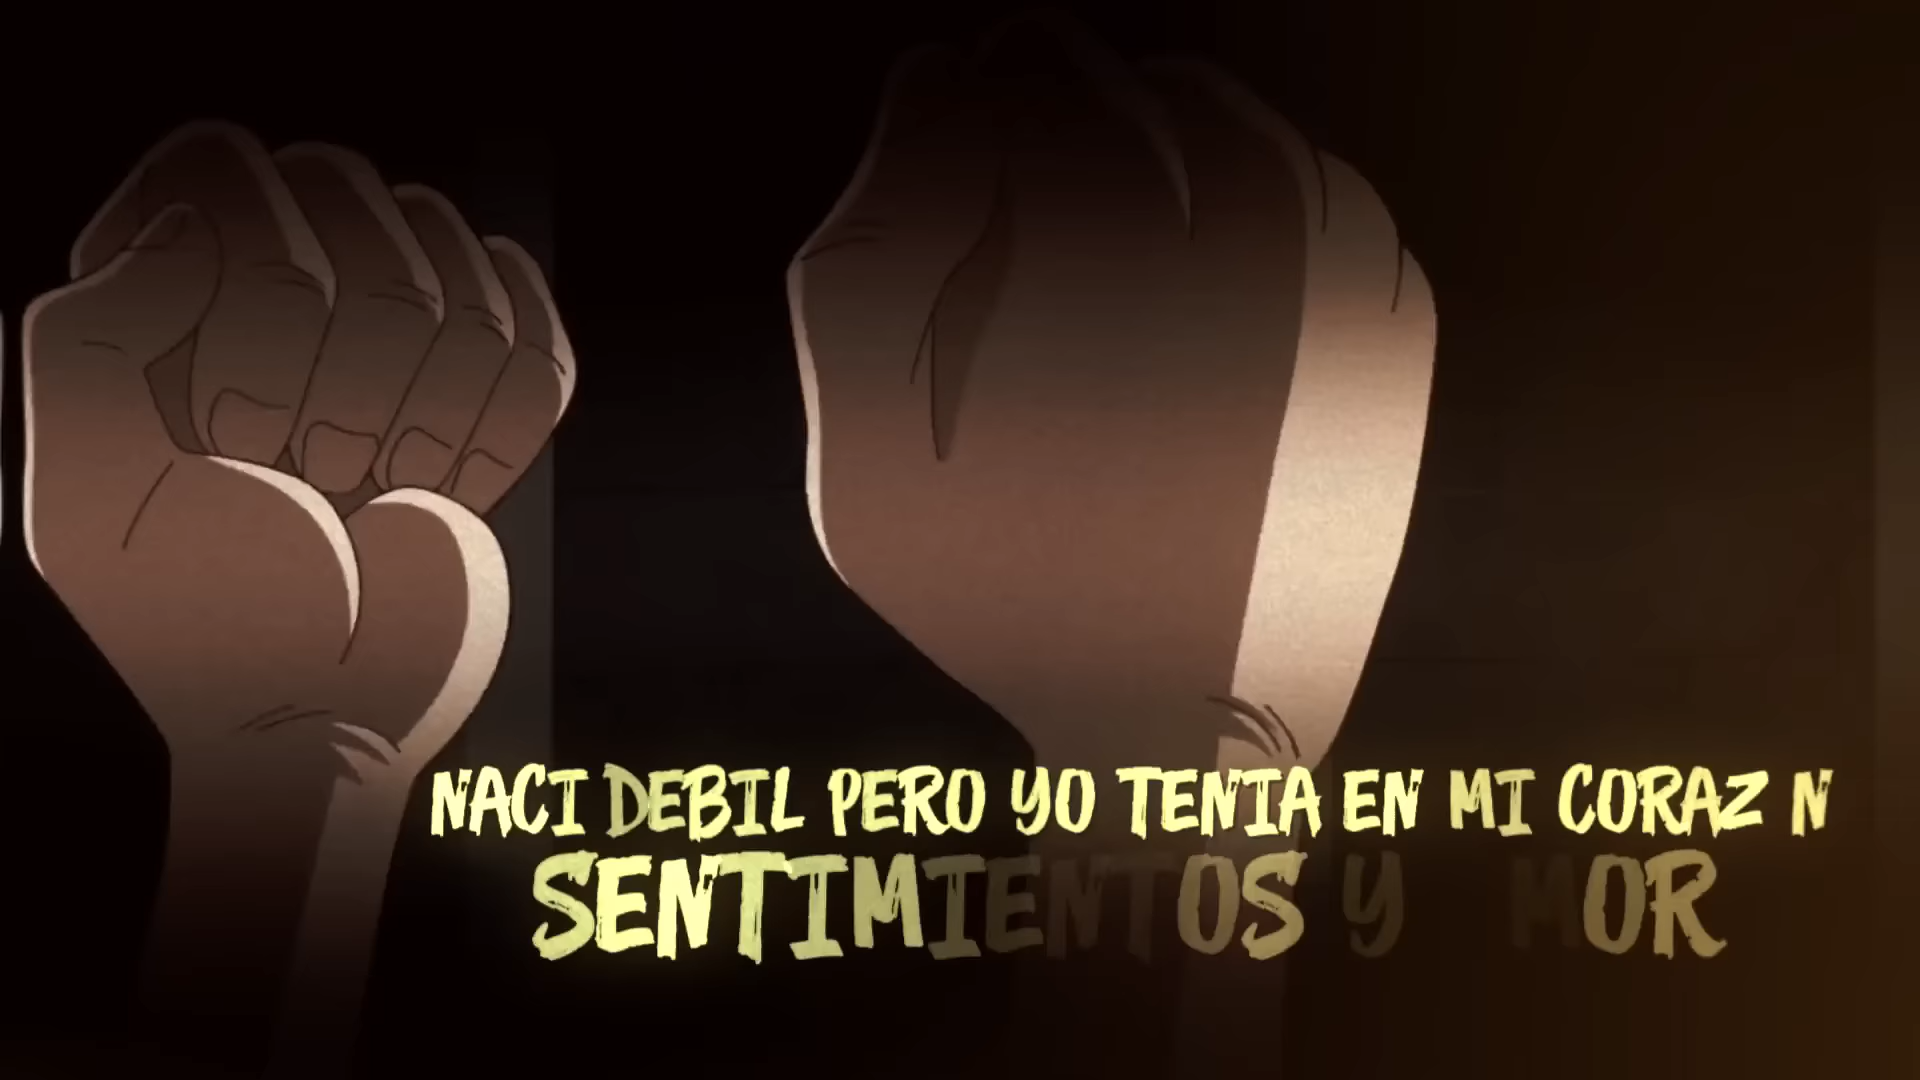 NACI DEBIL PERO YO TENIA EN MI CORAZ N
SENTIMIENTOS Y MOR